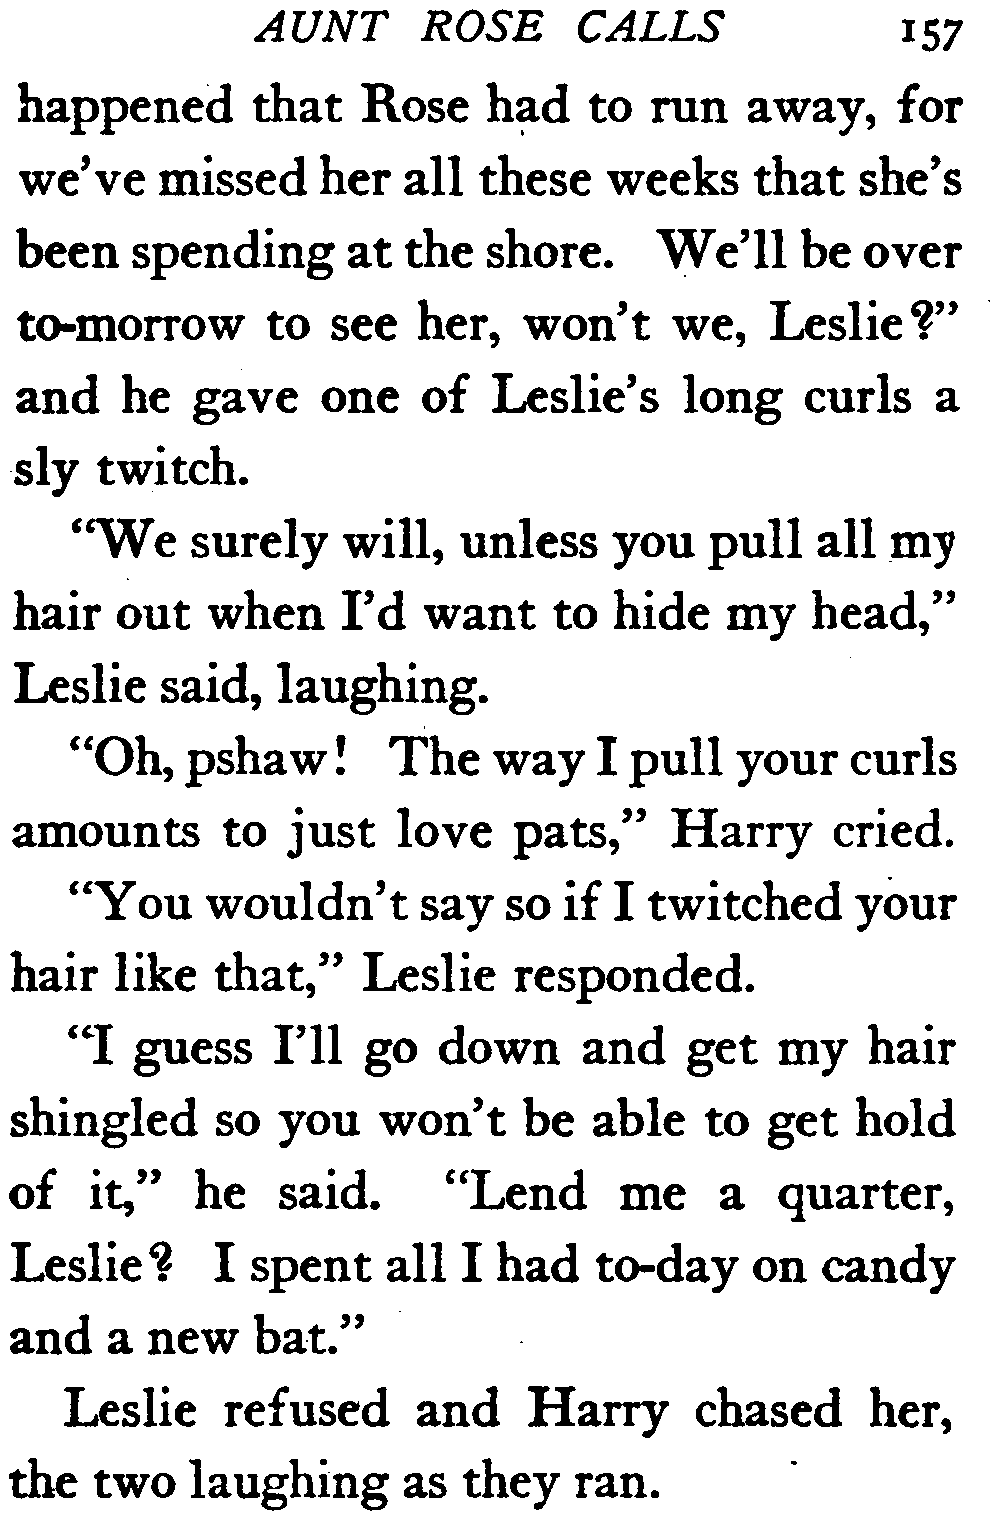 AUNT ROSE CALLS 157
happened that Rose had to run away, for
we've missed her all these weeks that she's
been spending at the shore. We'll be over
to-morrow to see her, won't we, Leslie?"
and he gave one of Leslie's long curls a
sly twitch.
"We surely will, unless you pull all my
hair out when I'd want to hide my head,"
Leslie said, laughing.
"Oh, pshaw! The way I pull your curls
amounts to just love pats," Harry cried.
"You wouldn't say so if I twitched your
hair like that," Leslie responded.
"I guess I'll go down and get my hair
shingled so you won't be able to get hold
of it," he said. "Lend me a quarter,
Leslie? I spent all I had to-day on candy
and a new bat."
Leslie refused and Harry chased her,
the two laughing as they ran.